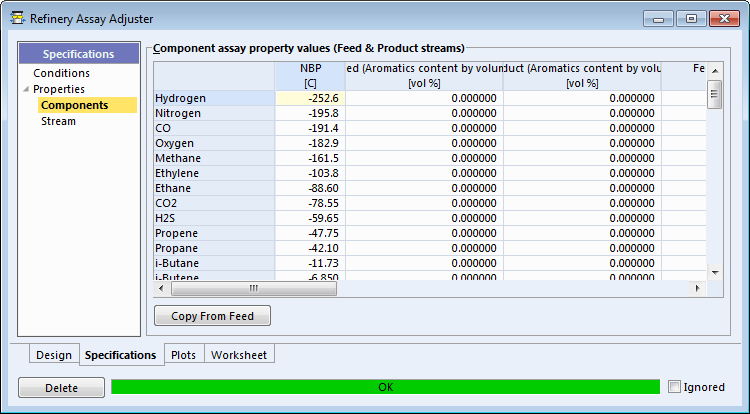 Refinery Assay Adjuster
Specifications
Conditions
Properties
Components
Stream
Component assay property values (Feed & Product streams)
NBP ed (Aromatics content by volun duct (Aromatics content by volu Fe
[C] [vol %] [vol %]
Hydrogen -252.6 0.000000 0.000000
Nitrogen -195.8 0.000000 0.000000
CO -191.4 0.000000 0.000000
Oxygen -182.9 0.000000 0.000000
Methane -161.5 0.000000 0.000000
Ethylene -103.8 0.000000 0.000000
Ethane -88.60 0.000000 0.000000
CO2 -78.55 0.000000 0.000000
H2S -59.65 0.000000 0.000000
Propene -47.75 0.000000 0.000000
Propane -42.10 0.000000 0.000000
i-Butane -11.73 0.000000 0.000000
i-Butene -6.850 0.000000 0.000000
Copy From Feed
Design Specifications Plots Worksheet
Delete OK Ignored